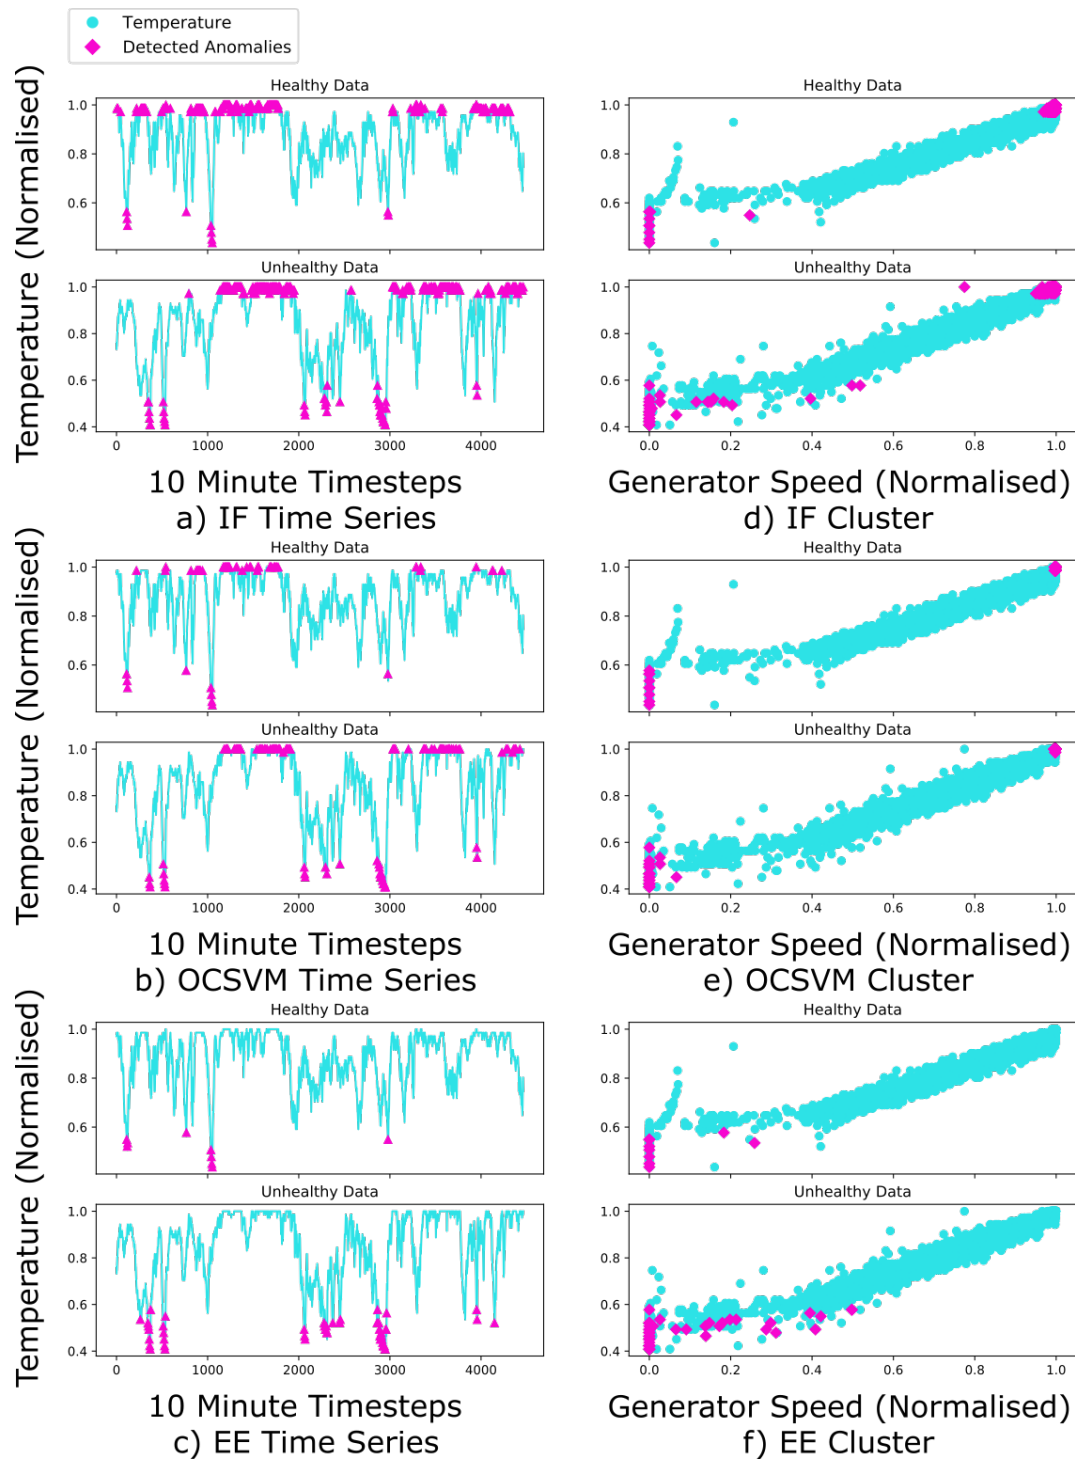 Temperature
Detected Anomalies
Temperature (Normalised)
Healthy Data
1.0
0.8
0.6
Unhealthy Data
1.0
0.8
0.6
0.4
0 1000 2000 3000 4000
10 Minute Timesteps
a) IF Time Series
Healthy Data
1.0
0.8
0.6
Unhealthy Data
1.0
0.8
0.6
0.4
0.0 0.2 0.4 0.6 0.8 1.0
Generator Speed (Normalised)
d) IF Cluster
Temperature (Normalised)
Healthy Data
1.0
0.8
0.6
Unhealthy Data
1.0
0.8
0.6
0.4
0 1000 2000 3000 4000
10 Minute Timesteps
b) OCSVM Time Series
Healthy Data
1.0
0.8
0.6
Unhealthy Data
1.0
0.8
0.6
0.4
0.0 0.2 0.4 0.6 0.8 1.0
Generator Speed (Normalised)
e) OCSVM Cluster
Temperature (Normalised)
Healthy Data
1.0
0.8
0.6
Unhealthy Data
1.0
0.8
0.6
0.4
0 1000 2000 3000 4000
10 Minute Timesteps
c) EE Time Series
Healthy Data
1.0
0.8
0.6
Unhealthy Data
1.0
0.8
0.6
0.4
0.0 0.2 0.4 0.6 0.8 1.0
Generator Speed (Normalised)
f) EE Cluster